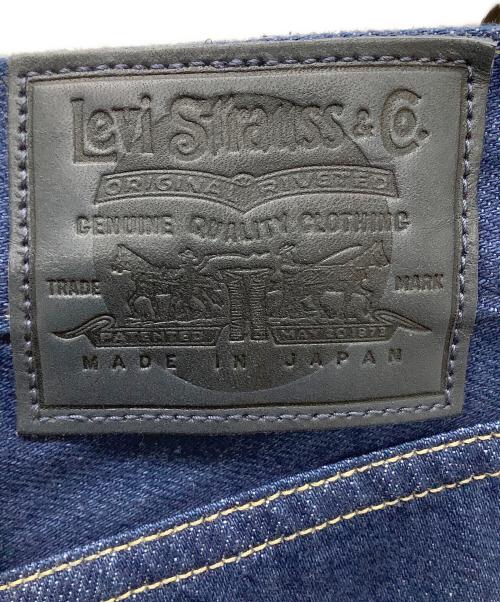 Levi Strauss & Co.
ORIGINAL RIVETED
GENUINE QUALITY CLOTHING
TRADE MARK
PATENTED MAY 20 1873
MADE IN JAPAN